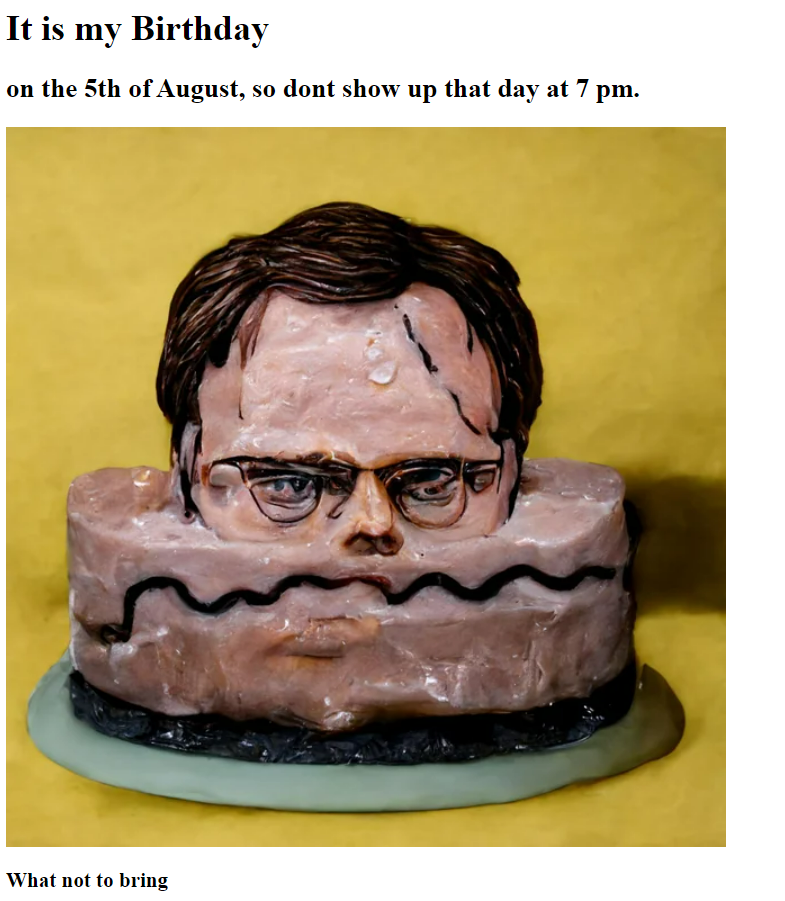 It is my Birthday
on the 5th of August, so dont show up that day at 7 pm.
What not to bring